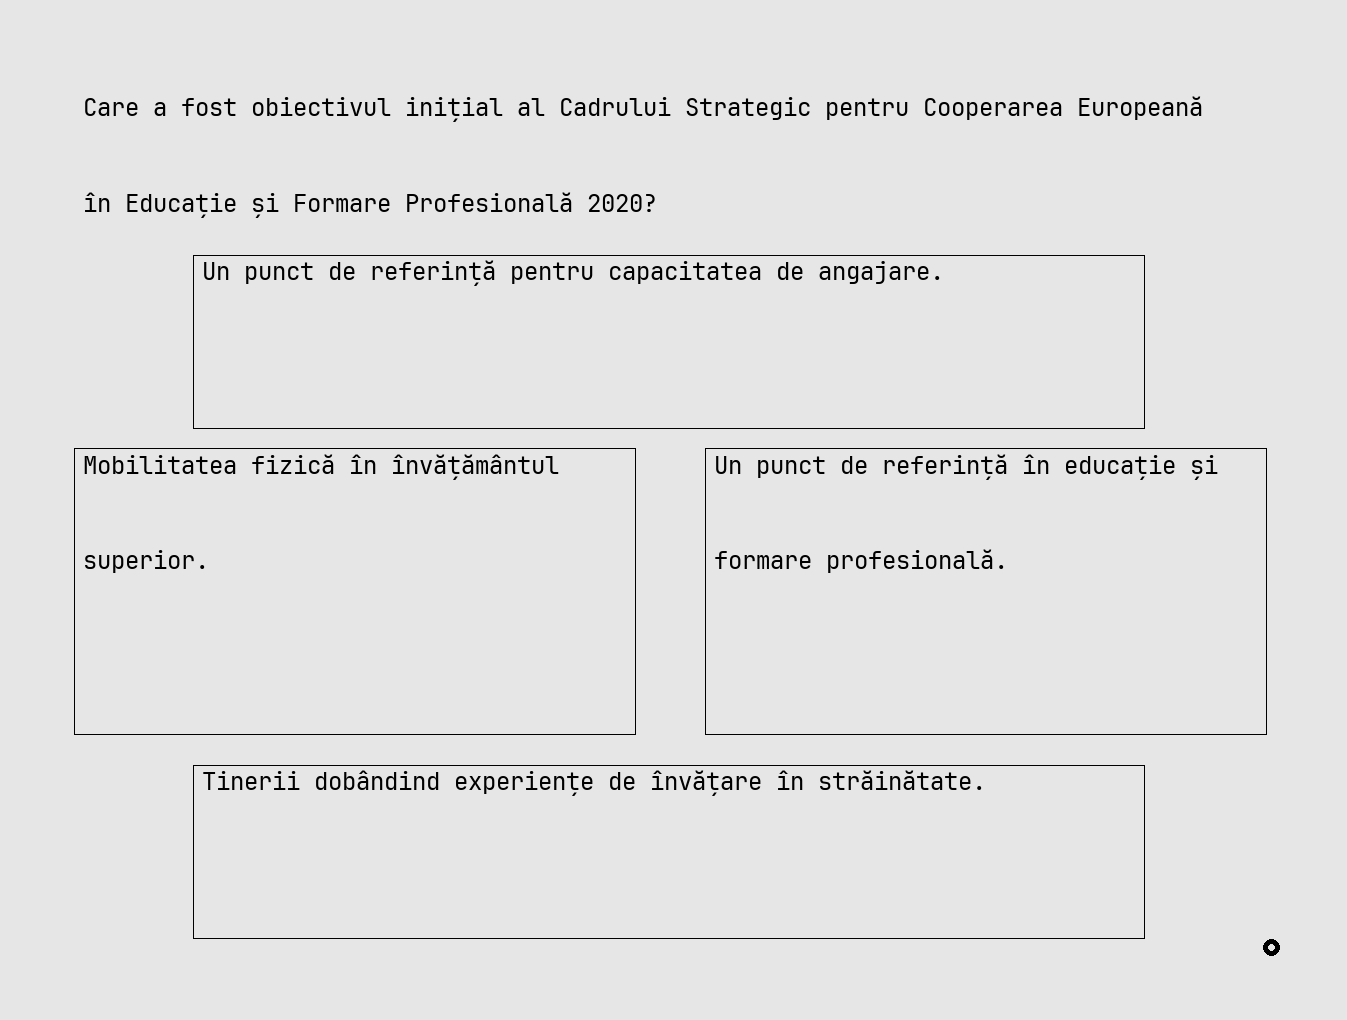 Care a fost obiectivul inițial al Cadrului Strategic pentru Cooperarea Europeană
în Educație și Formare Profesională 2020?
Un punct de referință pentru capacitatea de angajare.
Mobilitatea fizică în învățământul
superior.
Un punct de referință în educație și
formare profesională.
Tinerii dobândind experiențe de învățare în străinătate.